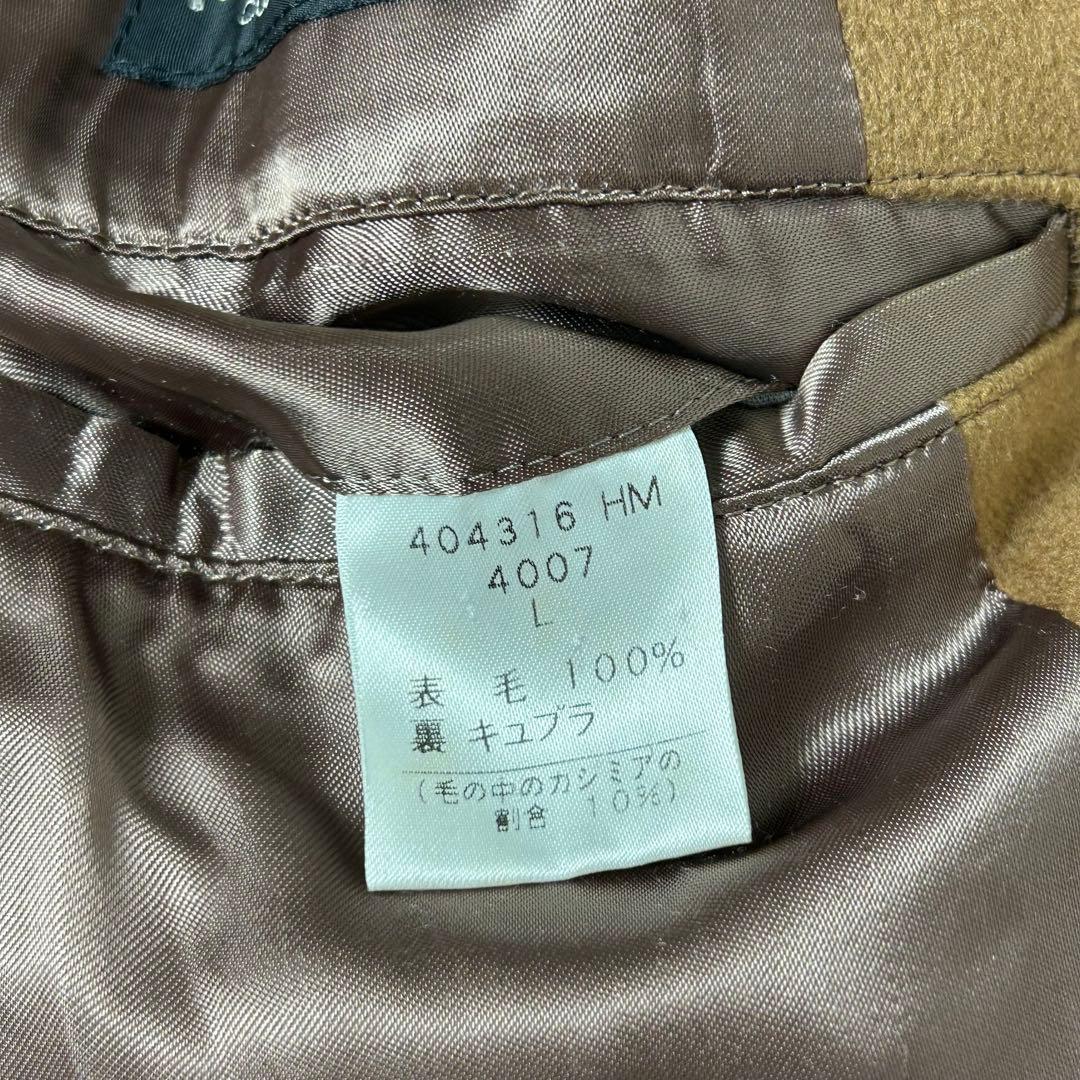 404316 HM
4007
L
表 毛 100%
裏 キュプラ
(毛の中のカシミアの
割合 10%)